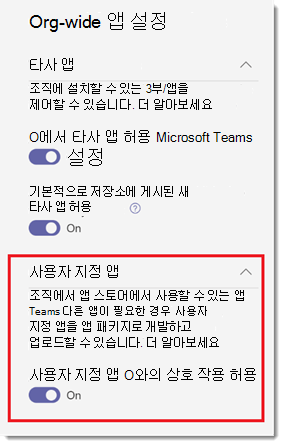 Org-wide 앱 설정
타사 앱
조직에 설치할 수 있는 3부/앱을
제어할 수 있습니다. 더 알아보세요
O에서 타사 앱 허용 Microsoft Teams
설정
기본적으로 저장소에 게시된 새
타사 앱 허용 ?
On
사용자 지정 앱
조직에서 앱 스토어에서 사용할 수 있는 앱
Teams 다른 앱이 필요한 경우 사용자
지정 앱을 앱 패키지로 개발하고
업로드할 수 있습니다. 더 알아보세요
사용자 지정 앱 O와의 상호 작용 허용
On